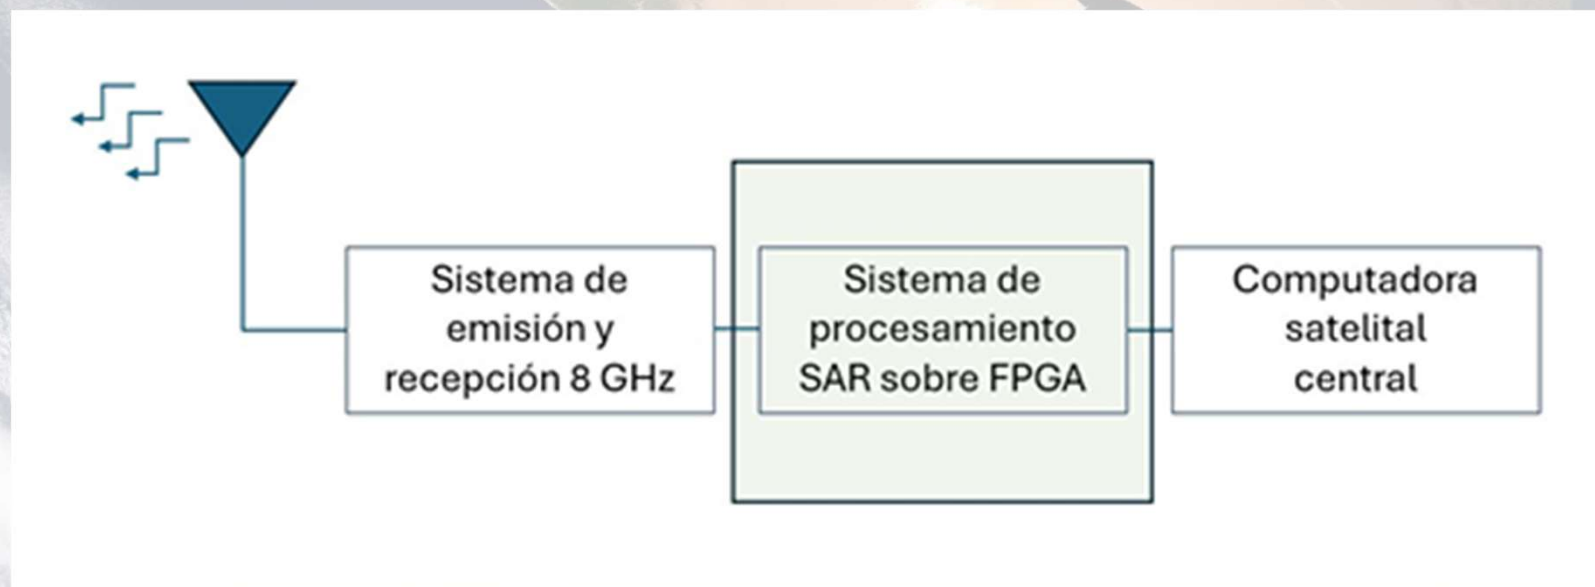 Sistema de
emisión y
recepción 8 GHz
Sistema de
procesamiento
SAR sobre FPGA
Computadora
satelital
central